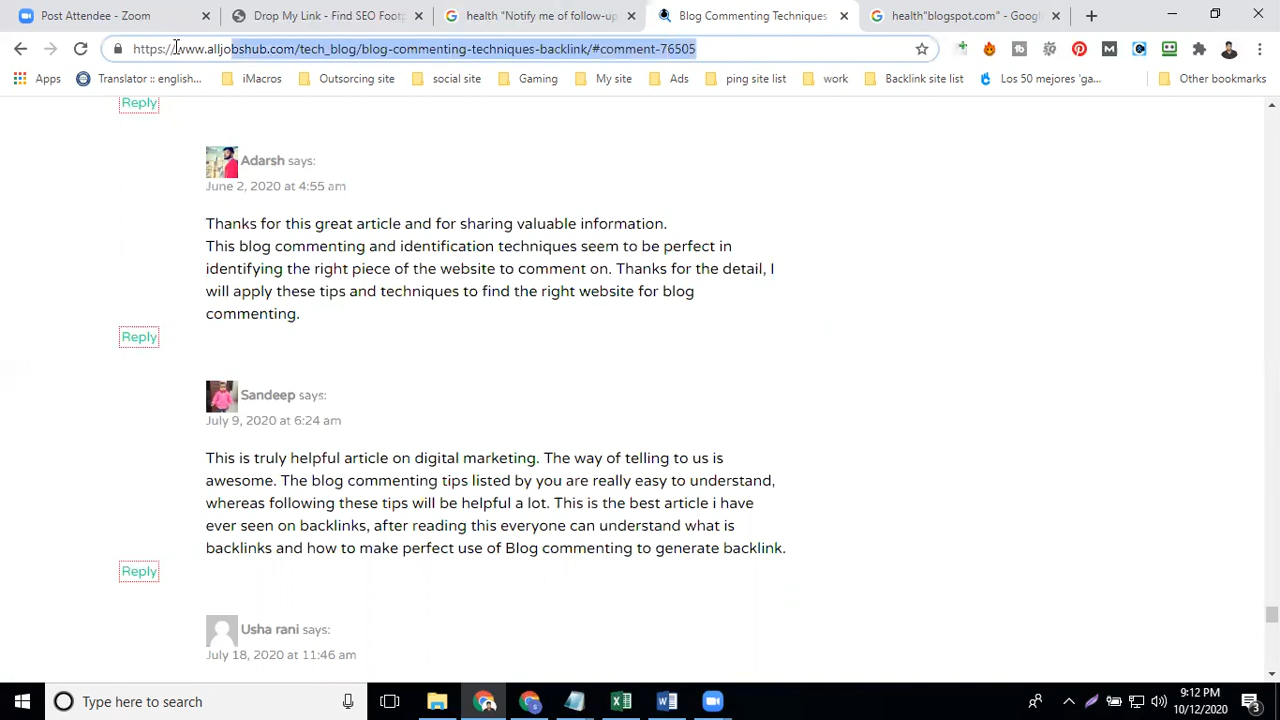 Post Attendee - Zoom
Drop My Link - Find SEO Footp
health "Notify me of follow-up
Blog Commenting Techniques
health"blogspot.com" - Google
https://www.alljobshub.com/tech_blog/blog-commenting-techniques-backlink/#comment-76505
Apps
Translator :: english...
iMacros
Outsorcing site
social site
Gaming
My site
Ads
ping site list
work
Backlink site list
Los 50 mejores 'ga...
Other bookmarks
Reply
Adarsh says:
June 2, 2020 at 4:55 am
Thanks for this great article and for sharing valuable information.
This blog commenting and identification techniques seem to be perfect in
identifying the right piece of the website to comment on. Thanks for the detail, I
will apply these tips and techniques to find the right website for blog
commenting.
Reply
Sandeep says:
July 9, 2020 at 6:24 am
This is truly helpful article on digital marketing. The way of telling to us is
awesome. The blog commenting tips listed by you are really easy to understand,
whereas following these tips will be helpful a lot. This is the best article i have
ever seen on backlinks, after reading this everyone can understand what is
backlinks and how to make perfect use of Blog commenting to generate backlink.
Reply
Usha rani says:
July 18, 2020 at 11:46 am
Type here to search
9:12 PM
10/12/2020
3